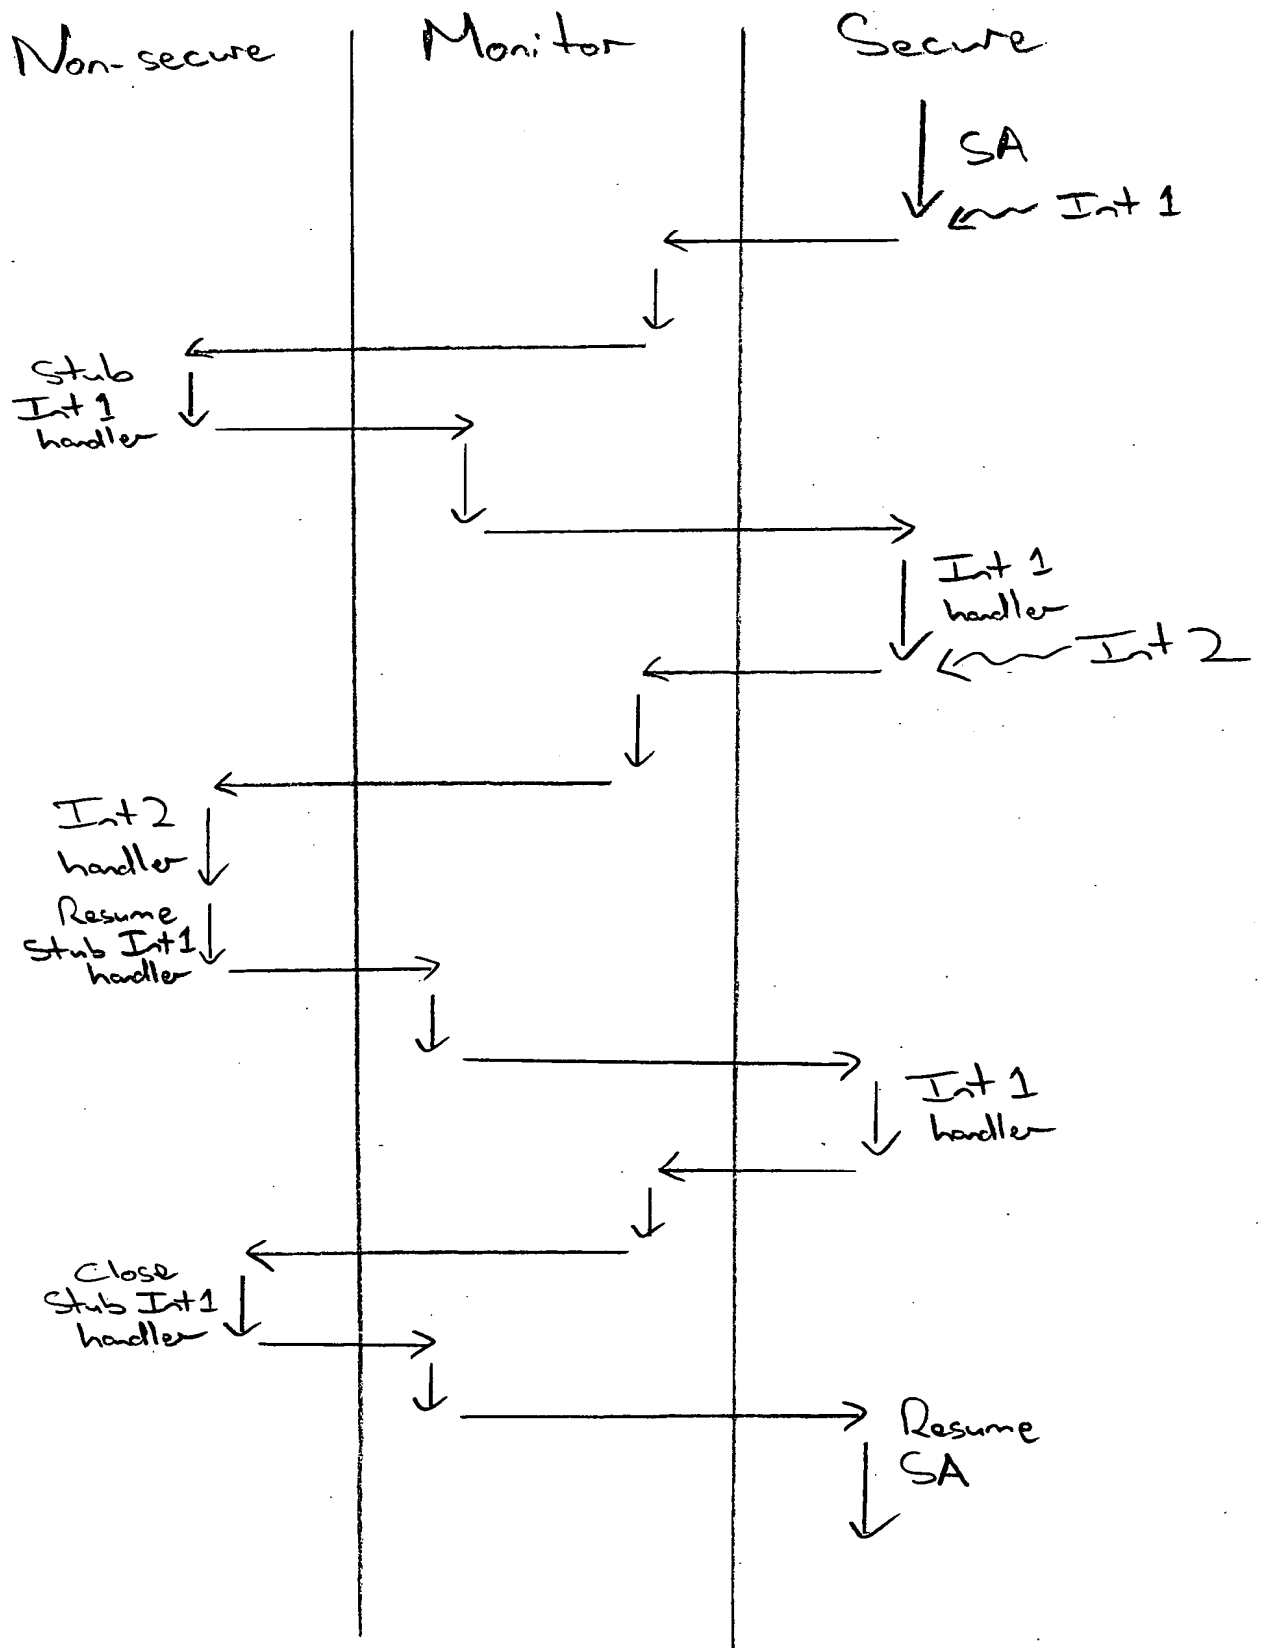 Non-secure
Monitor
Secure
SA
Int 1
Stub
Int 1
handler
Int 1
handler
Int 2
Int 2
handler
Resume
Stub Int 1
handler
Int 1
handler
Close
Stub Int 1
handler
Resume
SA